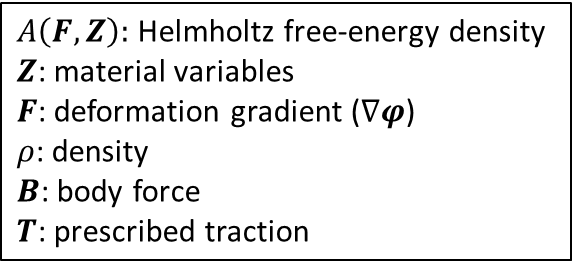 A(F, Z): Helmholtz free-energy density
Z: material variables
F: deformation gradient (∇φ)
ρ: density
B: body force
T: prescribed traction